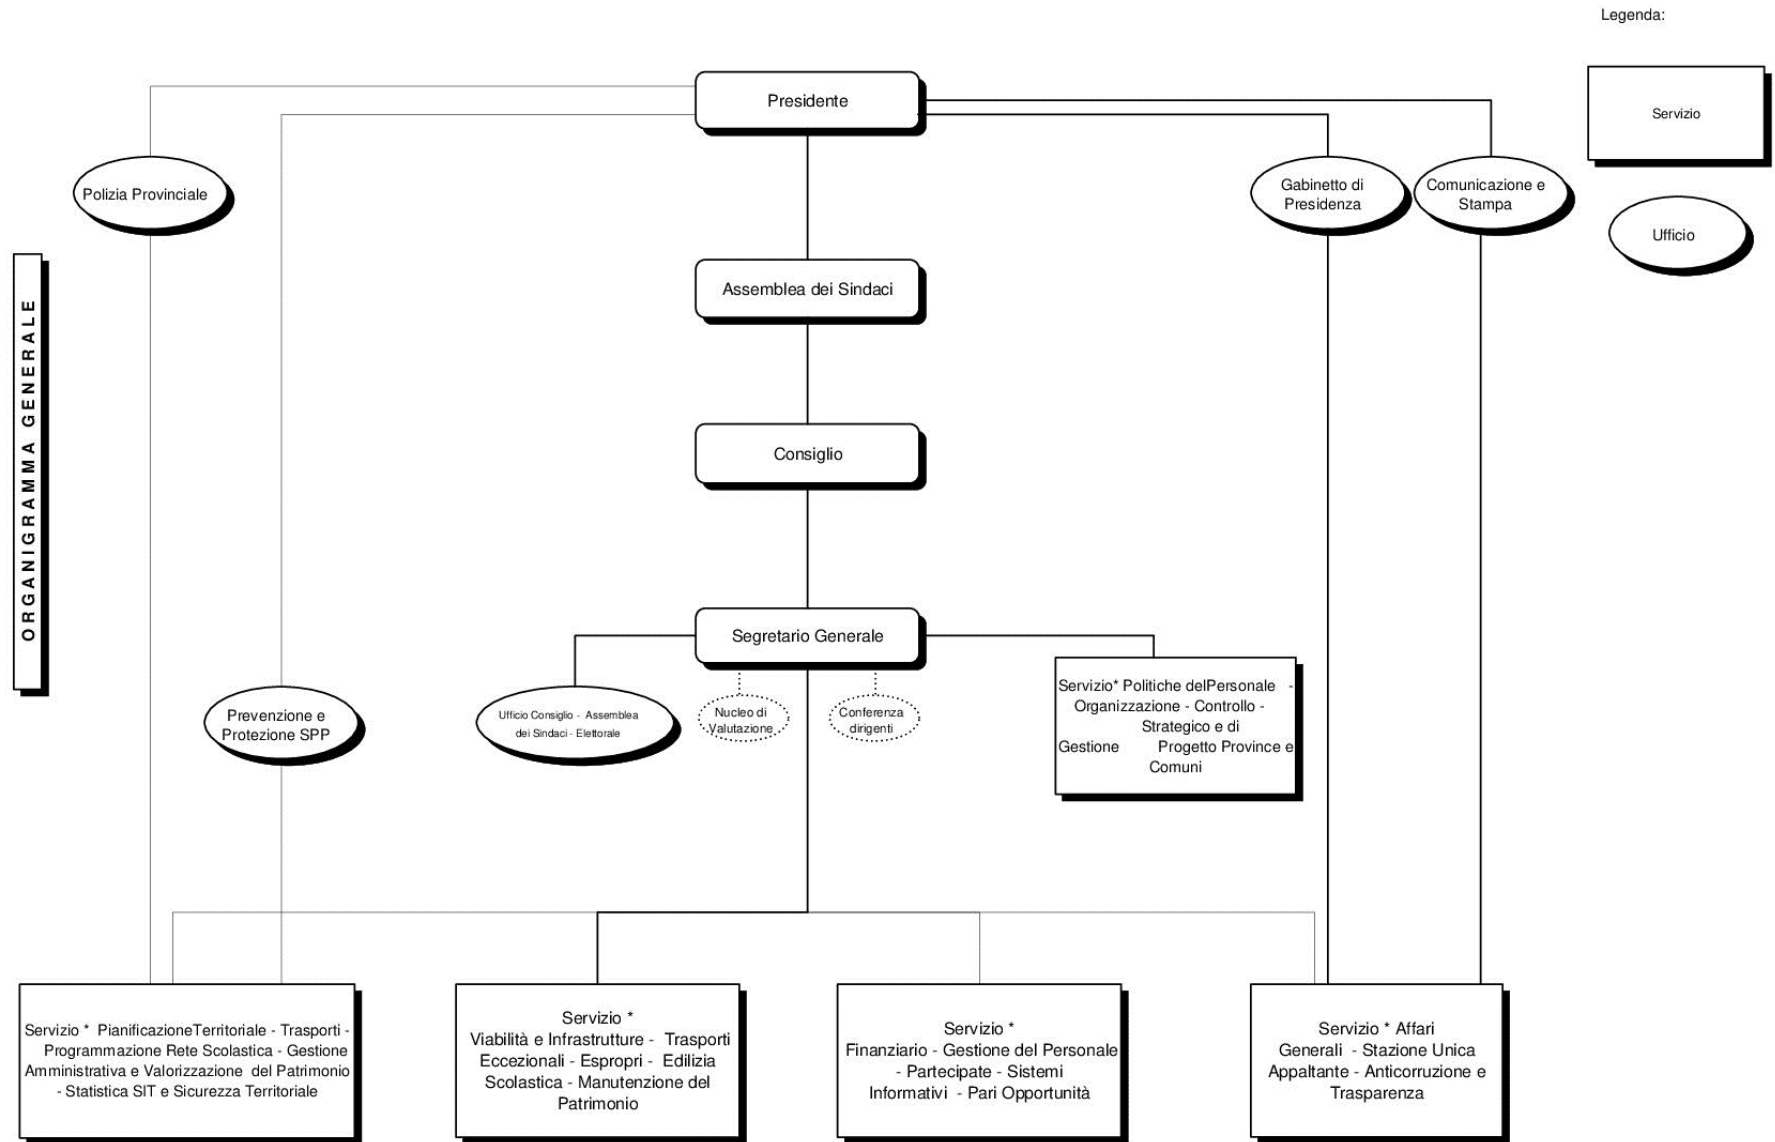 Legenda:
Presidente
Servizio
Polizia Provinciale
Gabinetto di
Presidenza
Comunicazione e
Stampa
Ufficio
ORGANIGRAMMA GENERALE
Assemblea dei Sindaci
Consiglio
Segretario Generale
Prevenzione e
Protezione SPP
Ufficio Consiglio - Assemblea
dei Sindaci - Elettorale
Nucleo di
Valutazione
Conferenza
dirigenti
Servizio* Politiche delPersonale -
Organizzazione - Controllo -
Strategico e di
Gestione Progetto Province e
Comuni
Servizio * PianificazioneTerritoriale - Trasporti -
Programmazione Rete Scolastica - Gestione
Amministrativa e Valorizzazione del Patrimonio
- Statistica SIT e Sicurezza Territoriale
Servizio *
Viabilità e Infrastrutture - Trasporti
Eccezionali - Espropri - Edilizia
Scolastica - Manutenzione del
Patrimonio
Servizio *
Finanziario - Gestione del Personale
- Partecipate - Sistemi
Informativi - Pari Opportunità
Servizio * Affari
Generali - Stazione Unica
Appaltante - Anticorruzione e
Trasparenza